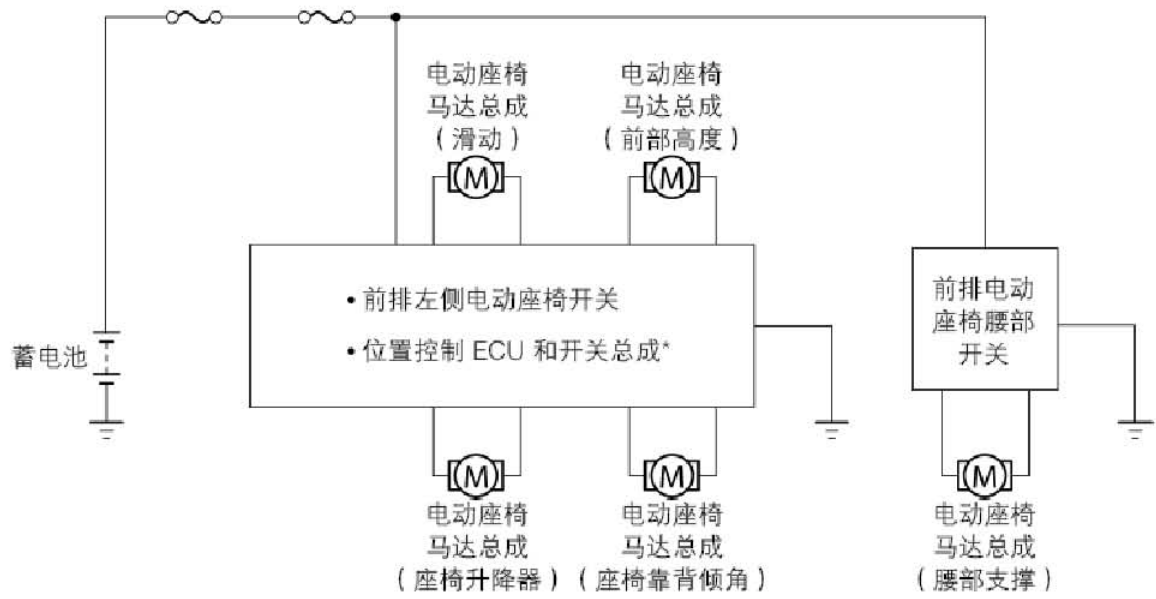 电动座椅
马达总成
(滑动)
电动座椅
马达总成
(前部高度)
M
M
• 前排左侧电动座椅开关
• 位置控制 ECU 和开关总成*
前排电动
座椅腰部
开关
蓄电池
M
M
M
电动座椅
马达总成
(座椅升降器)
电动座椅
马达总成
(座椅靠背倾角)
电动座椅
马达总成
(腰部支撑)